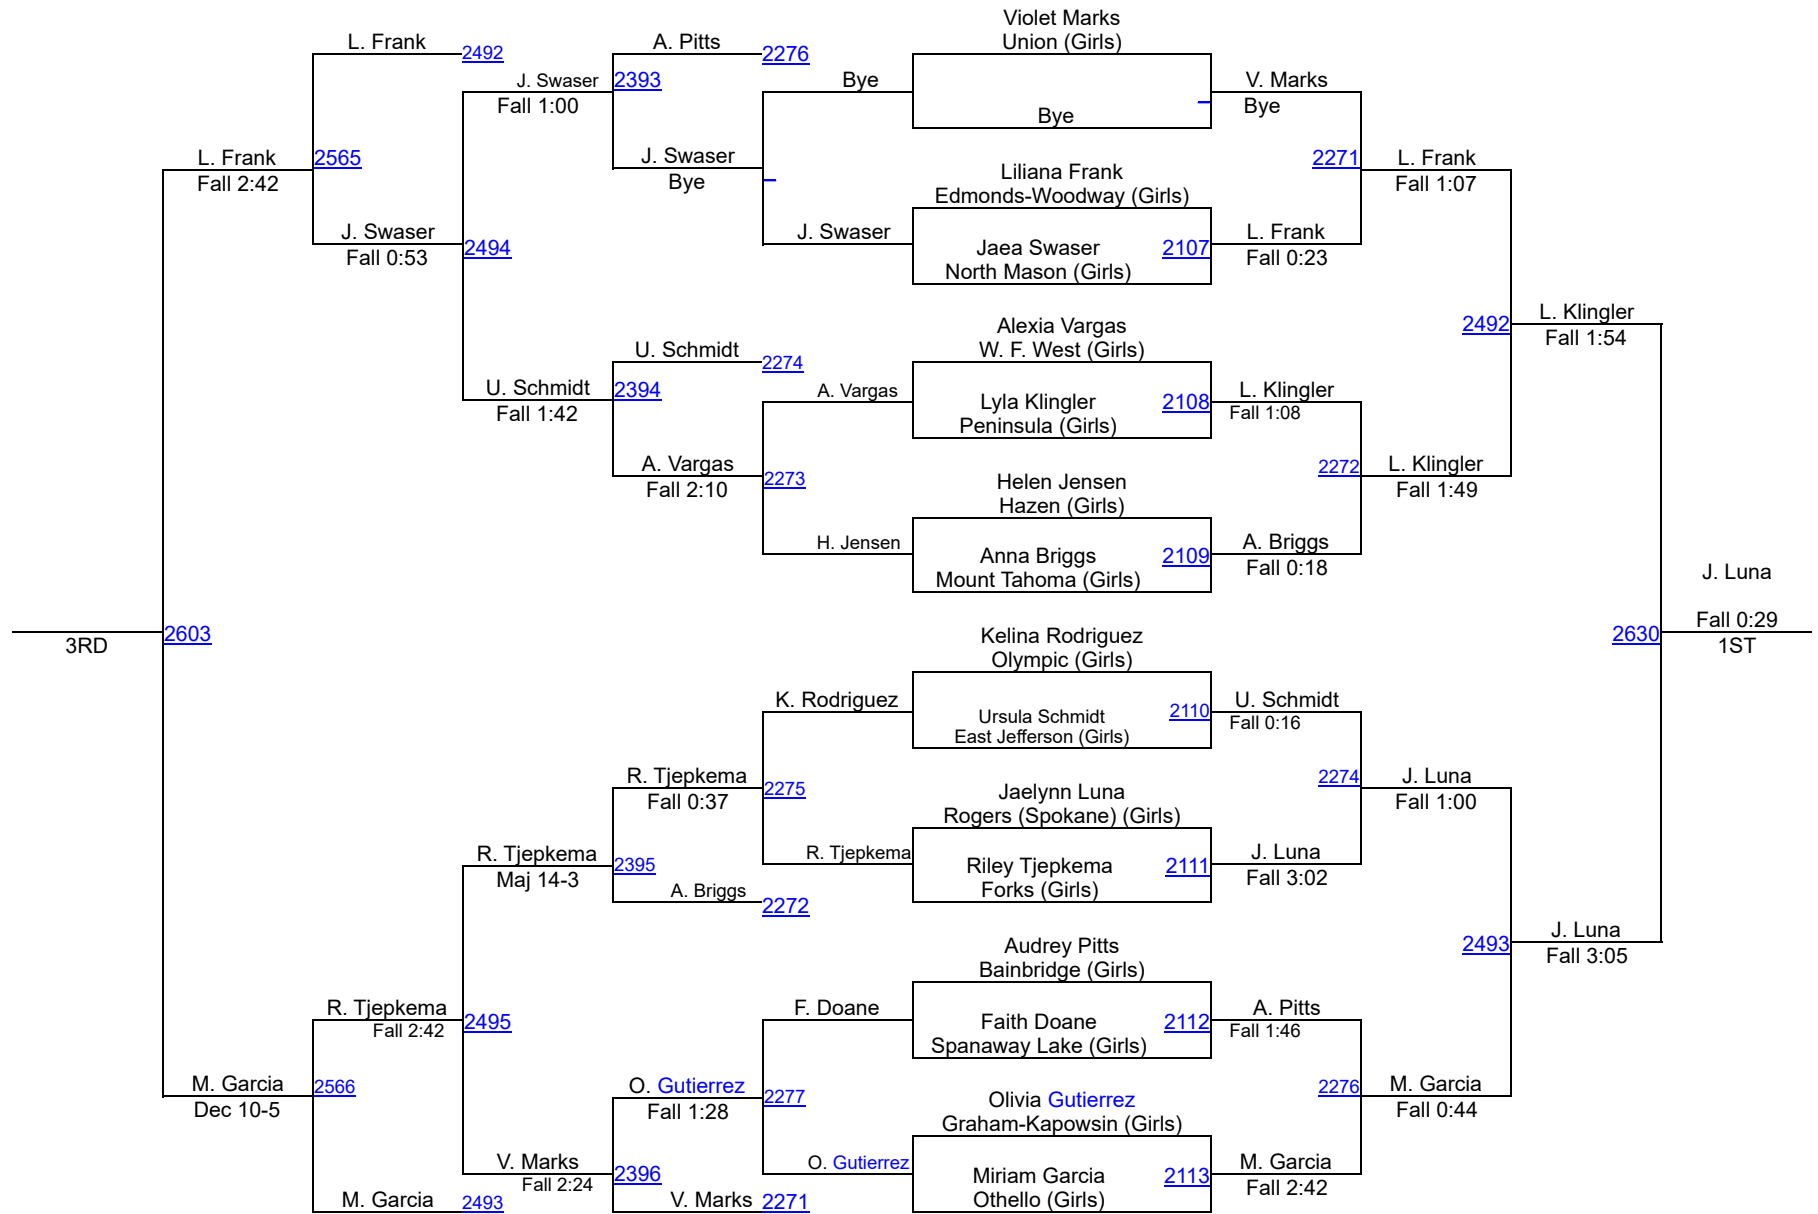 Violet Marks
L. Frank
2492
A. Pitts
2276
Union (Girls)
J. Swaser
2393
Bye
V. Marks
Fall 1:00
Bye
Bye
L. Frank
2565
J. Swaser
2271
L. Frank
Fall 2:42
Bye
Liliana Frank
Fall 1:07
Edmonds-Woodway (Girls)
J. Swaser
2494
J. Swaser
Jaea Swaser
2107
L. Frank
Fall 0:53
North Mason (Girls)
Fall 0:23
Alexia Vargas
2492
L. Klingler
U. Schmidt
2274
W. F. West (Girls)
Fall 1:54
U. Schmidt
2394
A. Vargas
Lyla Klingler
2108
L. Klingler
Fall 1:42
Peninsula (Girls)
Fall 1:08
A. Vargas
2273
Helen Jensen
2272
L. Klingler
Fall 2:10
Hazen (Girls)
Fall 1:49
H. Jensen
Anna Briggs
2109
A. Briggs
Mount Tahoma (Girls)
Fall 0:18
J. Luna
3RD
2603
Kelina Rodriguez
2630
Fall 0:29
Olympic (Girls)
1ST
K. Rodriguez
Ursula Schmidt
2110
U. Schmidt
East Jefferson (Girls)
Fall 0:16
R. Tjepkema
2275
Jaelynn Luna
2274
J. Luna
Fall 0:37
Rogers (Spokane) (Girls)
Fall 1:00
R. Tjepkema
2395
R. Tjepkema
Riley Tjepkema
2111
J. Luna
Maj 14-3
A. Briggs
2272
Forks (Girls)
Fall 3:02
Audrey Pitts
2493
J. Luna
Bainbridge (Girls)
Fall 3:05
R. Tjepkema
2495
F. Doane
Faith Doane
2112
A. Pitts
Fall 2:42
Spanaway Lake (Girls)
Fall 1:46
M. Garcia
2566
O. Gutierrez
2277
Olivia Gutierrez
2276
M. Garcia
Dec 10-5
Fall 1:28
Graham-Kapowsin (Girls)
Fall 0:44
V. Marks
2396
O. Gutierrez
Miriam Garcia
2113
M. Garcia
Fall 2:24
Othello (Girls)
Fall 2:42
M. Garcia
2493
V. Marks
2271